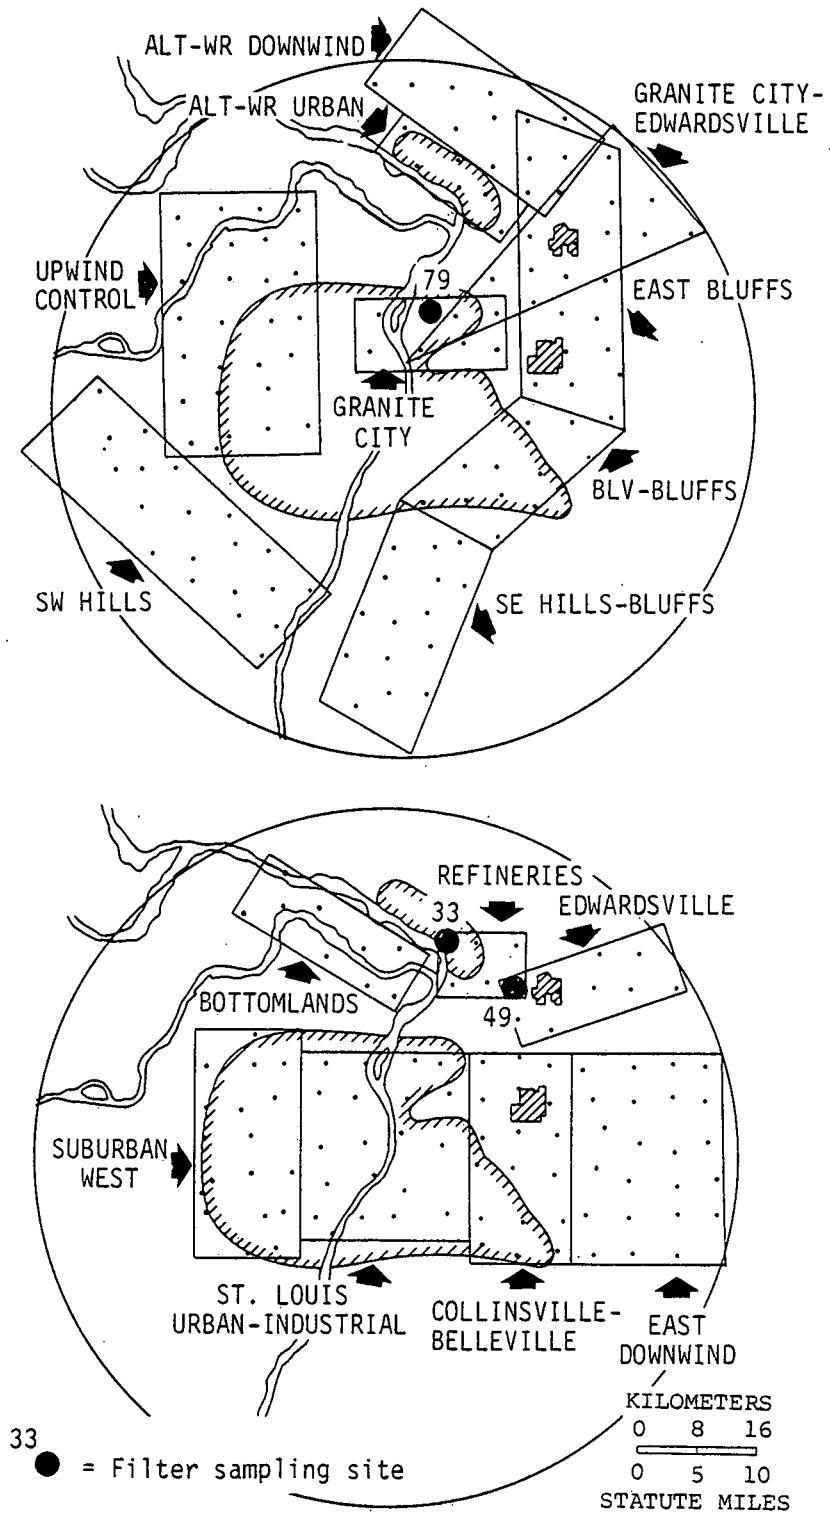 ALT-WR DOWNWIND
ALT-WR URBAN
GRANITE CITY-
EDWARDSVILLE
UPWIND
CONTROL
79
EAST BLUFFS
GRANITE
CITY
BLV-BLUFFS
SW HILLS
SE HILLS-BLUFFS
REFINERIES
33
EDWARDSVILLE
BOTTOMLANDS
49
SUBURBAN
WEST
ST. LOUIS
URBAN-INDUSTRIAL
COLLINSVILLE-
BELLEVILLE
EAST
DOWNWIND
KILOMETERS
0 8 16
0 5 10
STATUTE MILES
33
= Filter sampling site